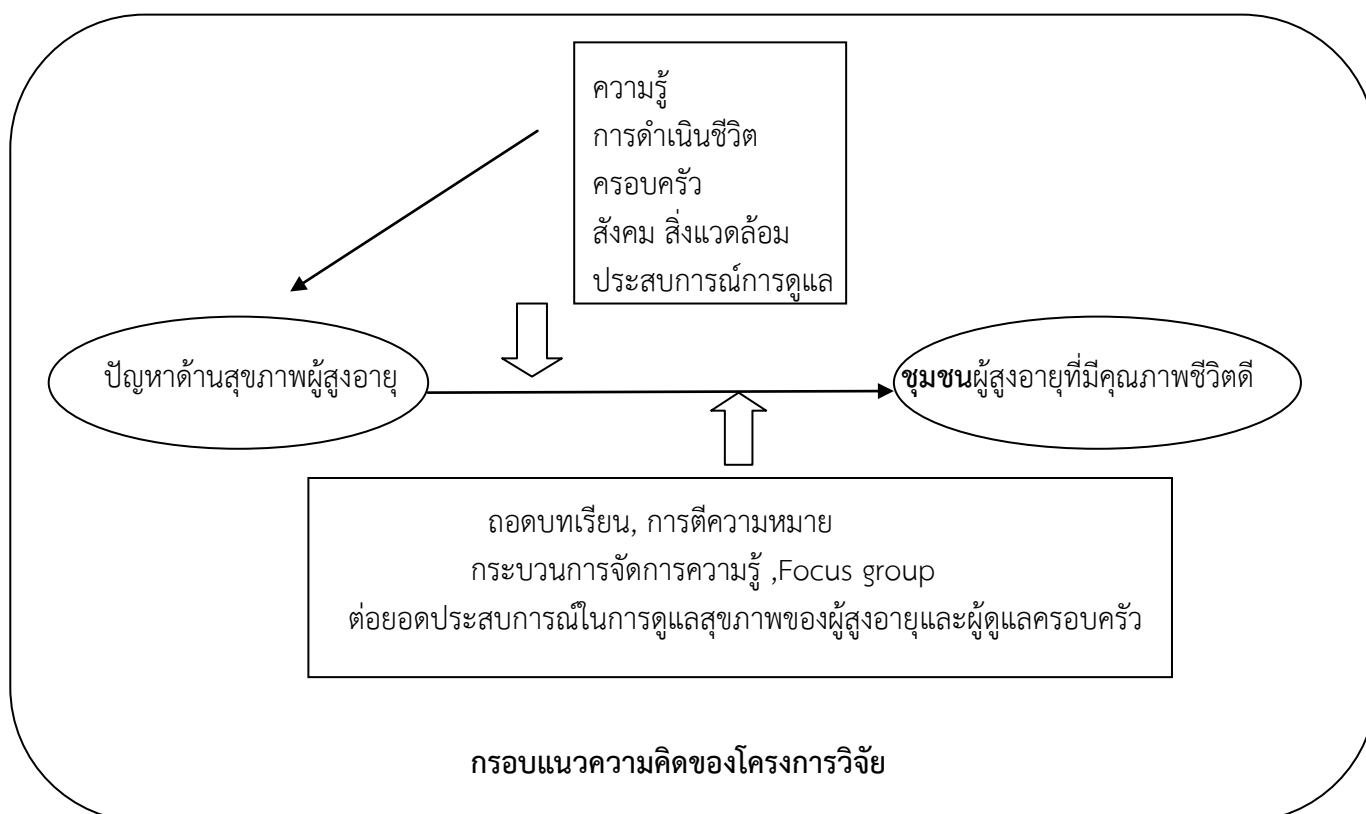 ความรู้
การดำเนินชีวิต
ครอบครัว
สังคม สิ่งแวดล้อม
ประสบการณ์การดูแล
ปัญหาด้านสุขภาพผู้สูงอายุ
ชุมชนผู้สูงอายุที่มีคุณภาพชีวิตดี
ถอดบทเรียน, การตีความหมาย
กระบวนการจัดการความรู้ ,Focus group
ต่อยอดประสบการณ์ในการดูแลสุขภาพของผู้สูงอายุและผู้ดูแลครอบครัว
กรอบแนวความคิดของโครงการวิจัย